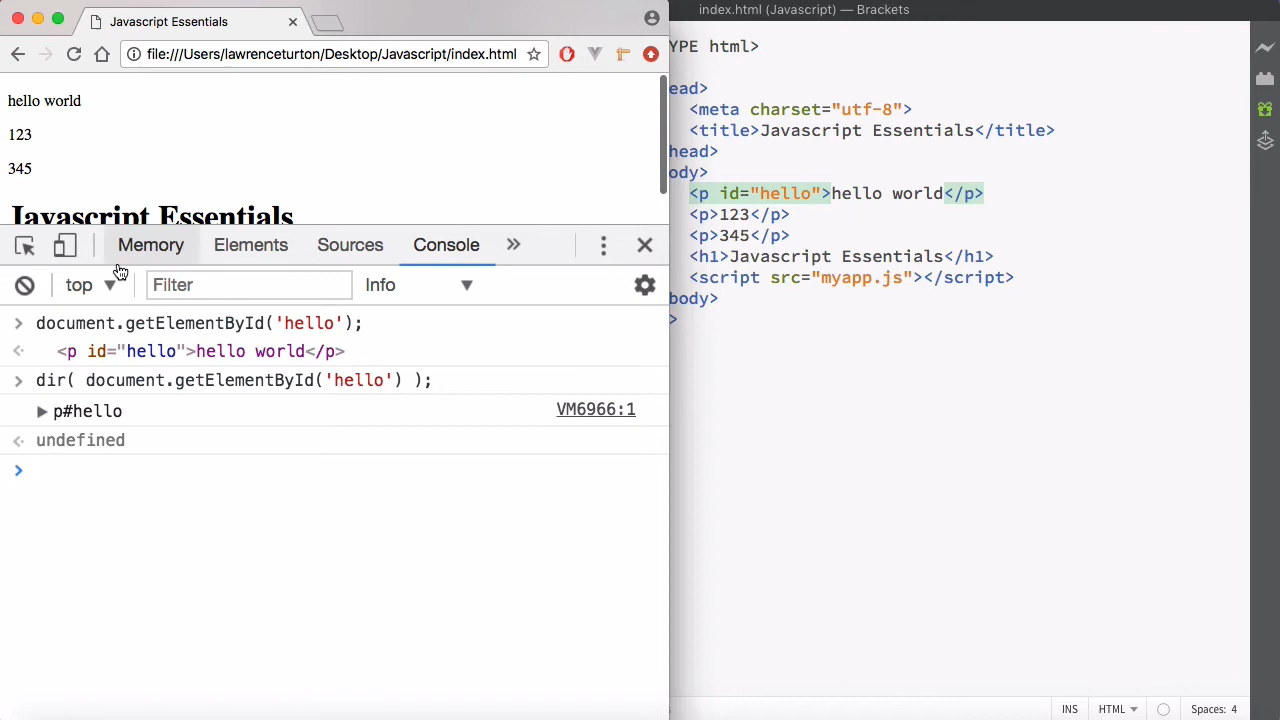 Javascript Essentials
file:///Users/lawrenceturton/Desktop/Javascript/index.html
hello world
123
345
Javascript Essentials
Memory Elements Sources Console »
top ▼ Filter Info ▼
> document.getElementById('hello');
<p id="hello">hello world</p>
> dir( document.getElementById('hello') );
▶ p#hello VM6966:1
undefined
>
index.html (Javascript) — Brackets
YPE html>
ead>
<meta charset="utf-8">
<title>Javascript Essentials</title>
head>
ody>
<p id="hello">hello world</p>
<p>123</p>
<p>345</p>
<h1>Javascript Essentials</h1>
<script src="myapp.js"></script>
body>
>
INS HTML ▼ Spaces: 4